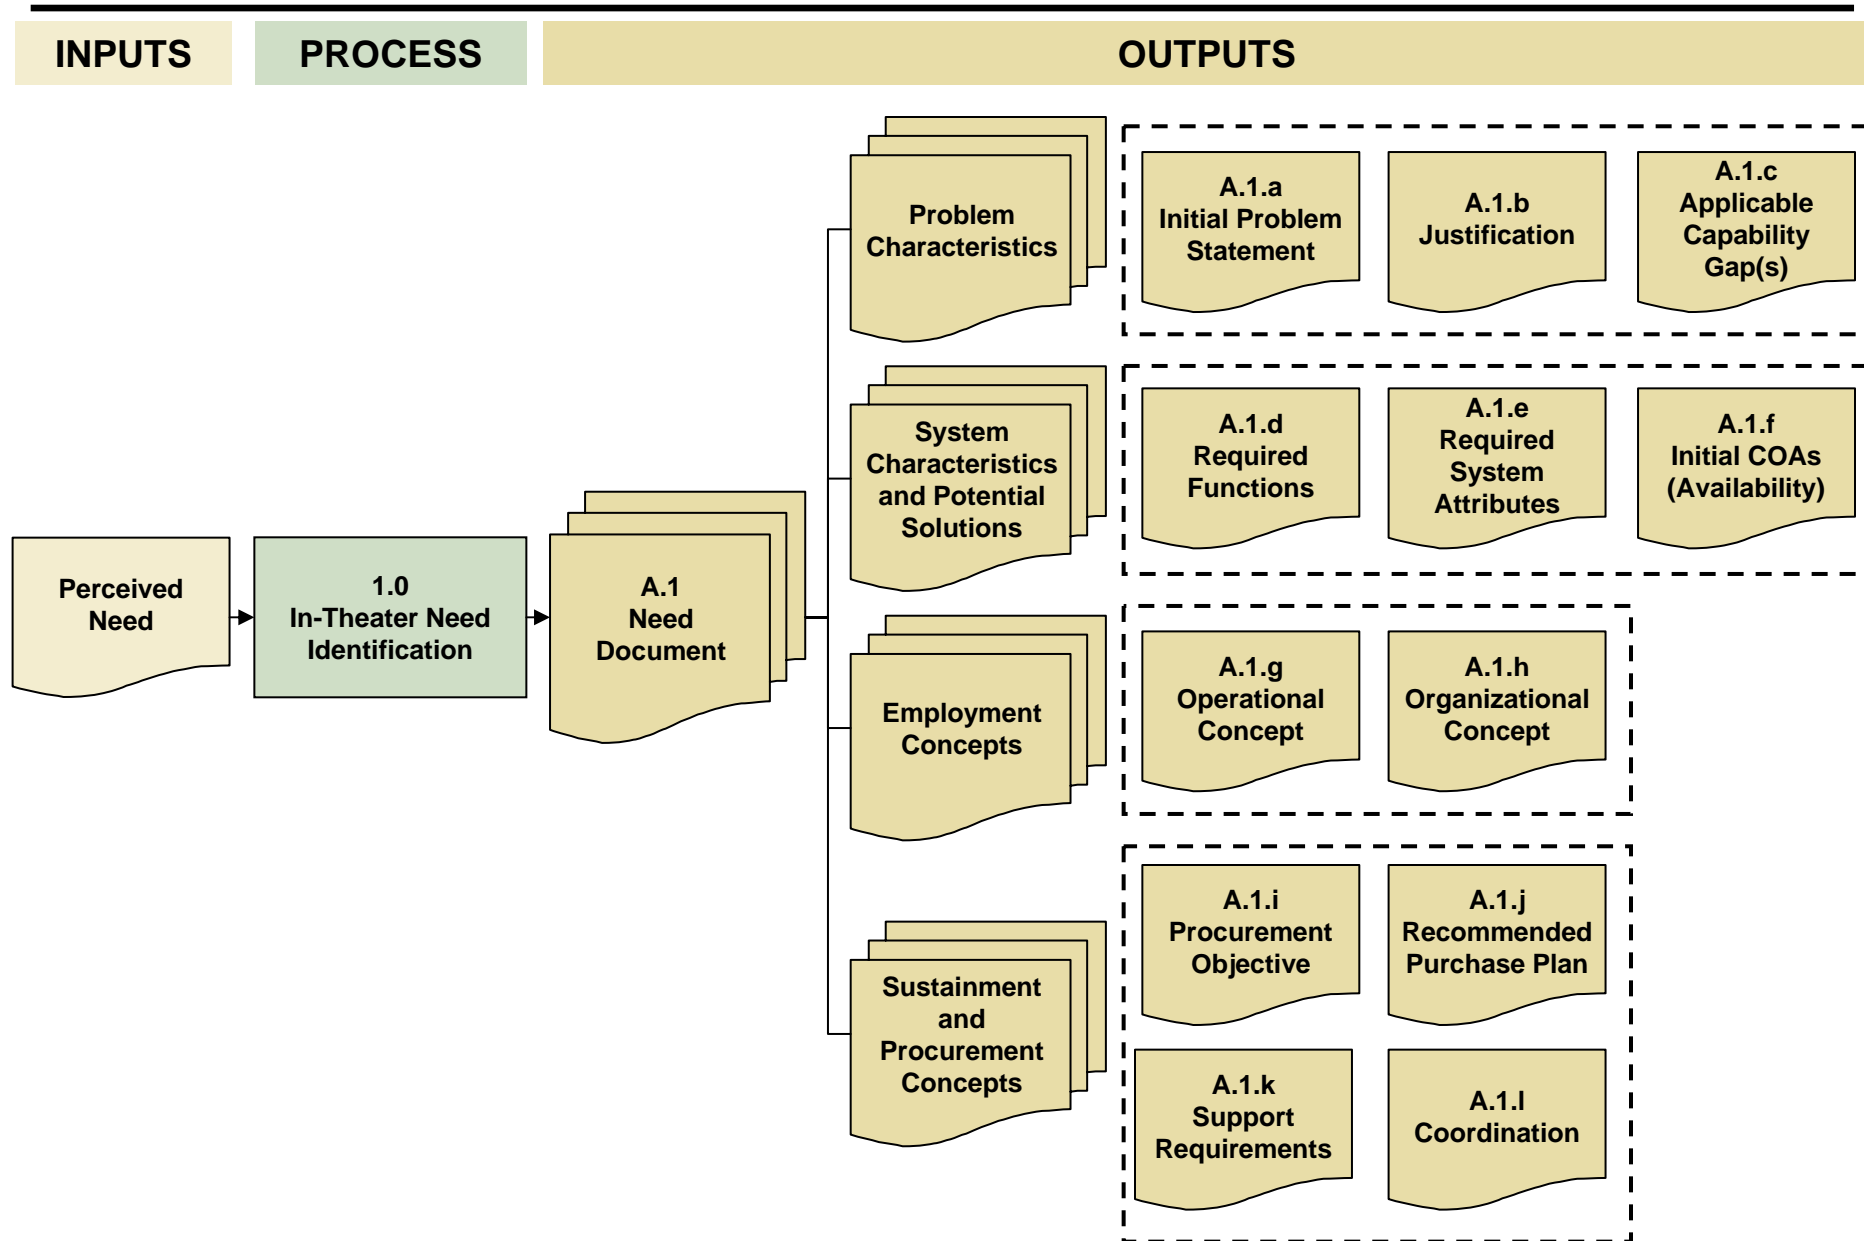 INPUTS
PROCESS
OUTPUTS
Perceived
Need
1.0
In-Theater Need
Identification
A.1
Need
Document
Problem
Characteristics
A.1.a
Initial Problem
Statement
A.1.b
Justification
A.1.c
Applicable
Capability
Gap(s)
System
Characteristics
and Potential
Solutions
A.1.d
Required
Functions
A.1.e
Required
System
Attributes
A.1.f
Initial COAs
(Availability)
Employment
Concepts
A.1.g
Operational
Concept
A.1.h
Organizational
Concept
Sustainment
and
Procurement
Concepts
A.1.i
Procurement
Objective
A.1.j
Recommended
Purchase Plan
A.1.k
Support
Requirements
A.1.l
Coordination